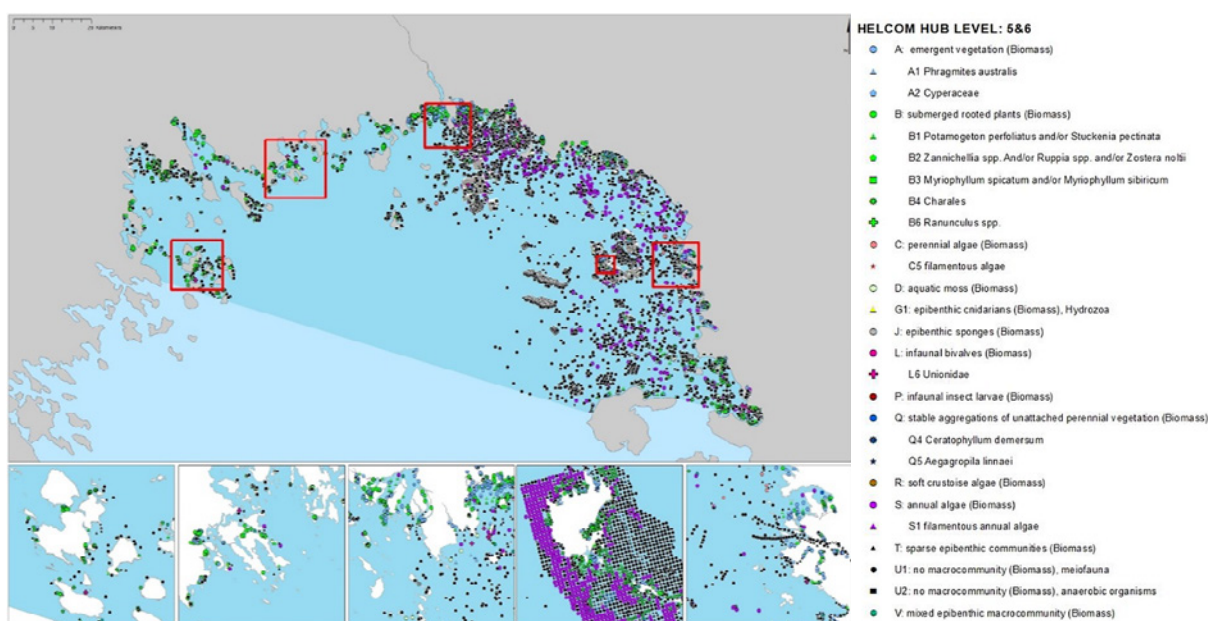 0 5 10 20 Kilometers
HELCOM HUB LEVEL: 5&6
A: emergent vegetation (Biomass)
A1 Phragmites australis
A2 Cyperaceae
B: submerged rooted plants (Biomass)
B1 Potamogeton perfoliatus and/or Stuckenia pectinata
B2 Zannichellia spp. And/or Ruppia spp. and/or Zostera noltii
B3 Myriophyllum spicatum and/or Myriophyllum sibiricum
B4 Charales
B6 Ranunculus spp.
C: perennial algae (Biomass)
C5 filamentous algae
D: aquatic moss (Biomass)
G1: epibenthic cnidarians (Biomass), Hydrozoa
J: epibenthic sponges (Biomass)
L: infaunal bivalves (Biomass)
L6 Unionidae
P: infaunal insect larvae (Biomass)
Q: stable aggregations of unattached perennial vegetation (Biomass)
Q4 Ceratophyllum demersum
Q5 Aegagropila linnaei
R: soft crustoise algae (Biomass)
S: annual algae (Biomass)
S1 filamentous annual algae
T: sparse epibenthic communities (Biomass)
U1: no macrocommunity (Biomass), meiofauna
U2: no macrocommunity (Biomass), anaerobic organisms
V: mixed epibenthic macrocommunity (Biomass)